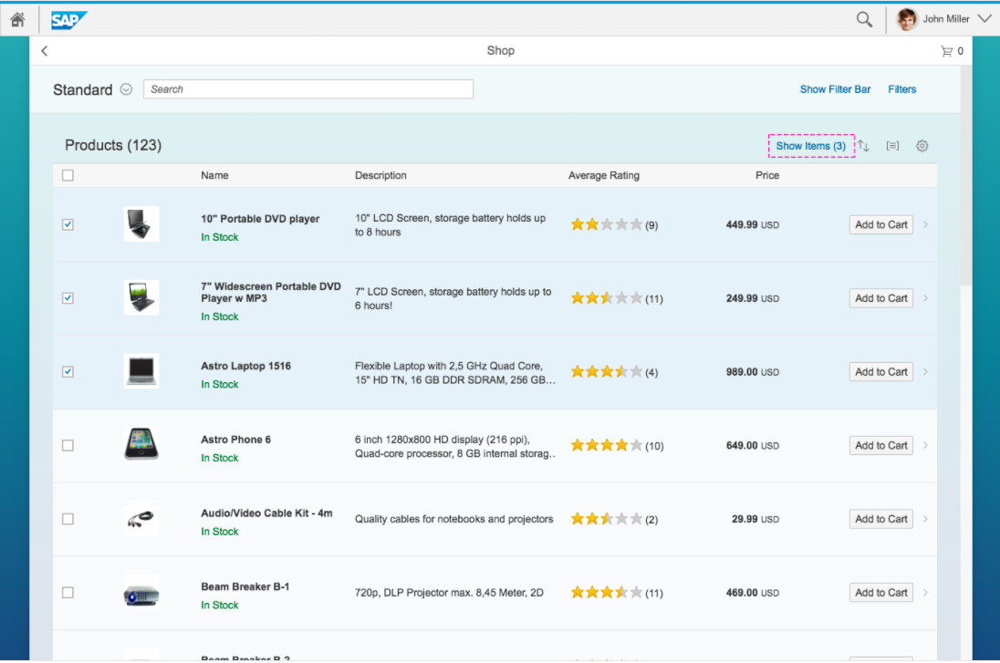 SAP
John Miller
Shop
0
Standard
Search
Show Filter Bar
Filters
Products (123)
Show Items (3)
Name
Description
Average Rating
Price
10" Portable DVD player
In Stock
10" LCD Screen, storage battery holds up
to 8 hours
(9)
449.99 USD
Add to Cart
7" Widescreen Portable DVD
Player w MP3
In Stock
7" LCD Screen, storage battery holds up to
6 hours!
(11)
249.99 USD
Add to Cart
Astro Laptop 1516
In Stock
Flexible Laptop with 2,5 GHz Quad Core,
15" HD TN, 16 GB DDR SDRAM, 256 GB...
(4)
989.00 USD
Add to Cart
Astro Phone 6
In Stock
6 inch 1280x800 HD display (216 ppi),
Quad-core processor, 8 GB internal storag..
(10)
649.00 USD
Add to Cart
Audio/Video Cable Kit - 4m
In Stock
Quality cables for notebooks and projectors
(2)
29.99 USD
Add to Cart
Beam Breaker B-1
In Stock
720p, DLP Projector max. 8,45 Meter, 2D
(11)
469.00 USD
Add to Cart
Beam Breaker B-2